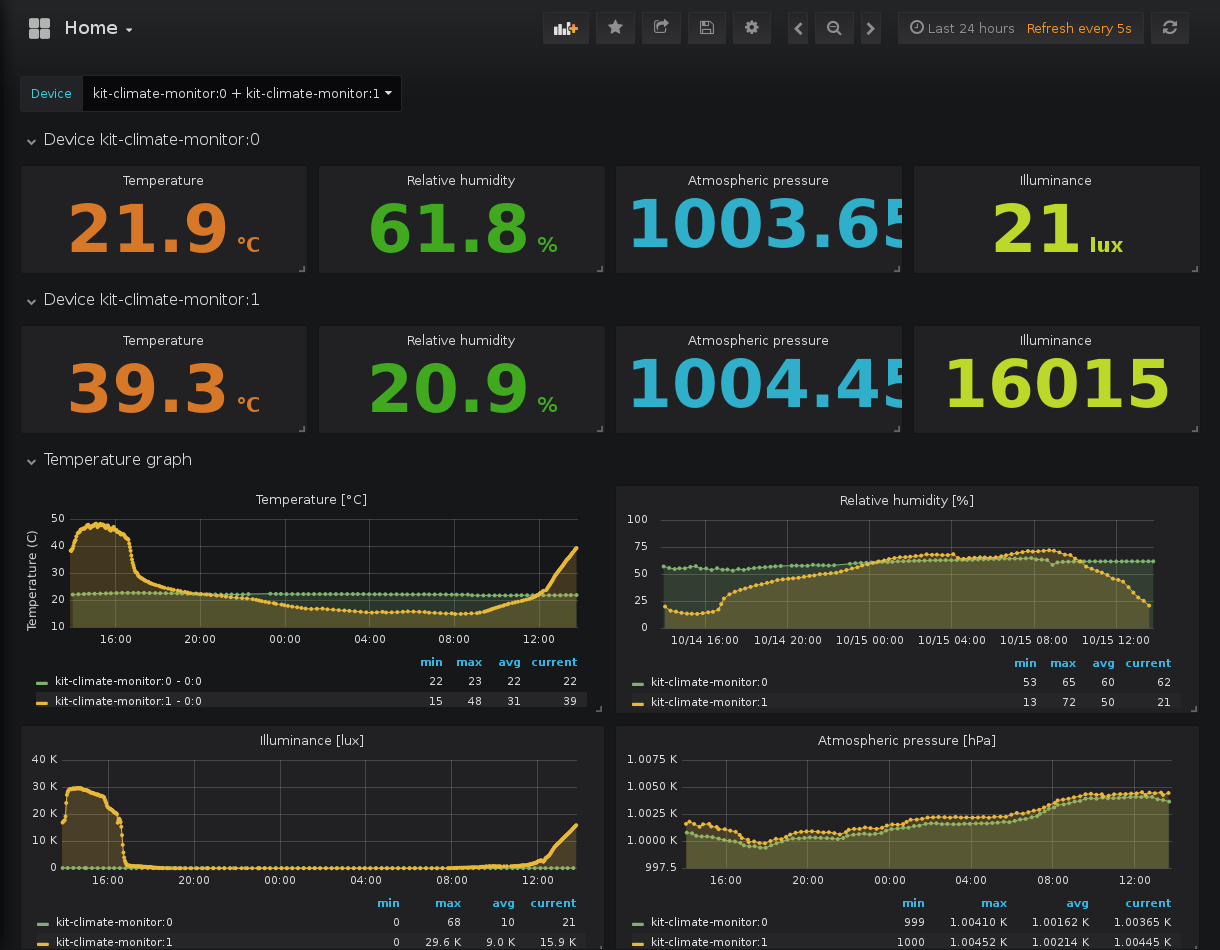 Home
Last 24 hours Refresh every 5s
Device kit-climate-monitor:0 + kit-climate-monitor:1
Device kit-climate-monitor:0
Temperature
21.9 °C
Relative humidity
61.8 %
Atmospheric pressure
1003.65
Illuminance
21 lux
Device kit-climate-monitor:1
Temperature
39.3 °C
Relative humidity
20.9 %
Atmospheric pressure
1004.45
Illuminance
16015
Temperature graph
Temperature [°C]
Temperature (C)
50
40
30
20
10
16:00 20:00 00:00 04:00 08:00 12:00
min max avg current
kit-climate-monitor:0 - 0:0 22 23 22 22
kit-climate-monitor:1 - 0:0 15 48 31 39
Relative humidity [%]
100
75
50
25
0
10/14 16:00 10/14 20:00 10/15 00:00 10/15 04:00 10/15 08:00 10/15 12:00
min max avg current
kit-climate-monitor:0 53 65 60 62
kit-climate-monitor:1 13 72 50 21
Illuminance [lux]
40 K
30 K
20 K
10 K
0
16:00 20:00 00:00 04:00 08:00 12:00
min max avg current
kit-climate-monitor:0 0 68 10 21
kit-climate-monitor:1 0 29.6 K 9.0 K 15.9 K
Atmospheric pressure [hPa]
1.0075 K
1.0050 K
1.0025 K
1.0000 K
997.5
16:00 20:00 00:00 04:00 08:00 12:00
min max avg current
kit-climate-monitor:0 999 1.00410 K 1.00162 K 1.00365 K
kit-climate-monitor:1 1000 1.00452 K 1.00214 K 1.00445 K